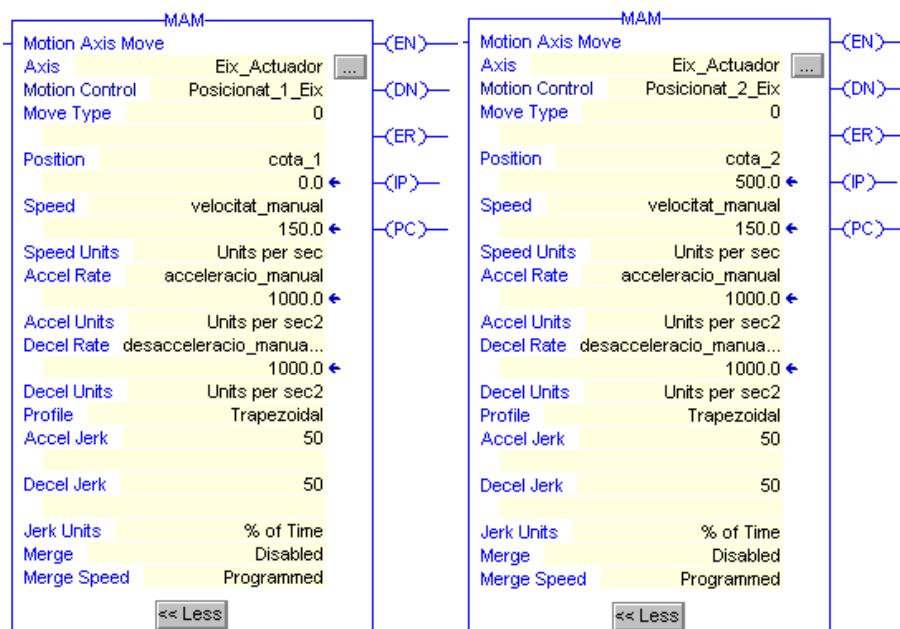 MAM
Motion Axis Move
(EN)
Axis Eix_Actuador ...
Motion Control Posicionat_1_Eix
(DN)
Move Type 0
(ER)
Position cota_1
0.0
(IP)
Speed velocitat_manual
150.0
(PC)
Speed Units Units per sec
Accel Rate acceleracio_manual
1000.0
Accel Units Units per sec2
Decel Rate desacceleracio_manua...
1000.0
Decel Units Units per sec2
Profile Trapezoidal
Accel Jerk 50
Decel Jerk 50
Jerk Units % of Time
Merge Disabled
Merge Speed Programmed
<< Less
MAM
Motion Axis Move
(EN)
Axis Eix_Actuador ...
Motion Control Posicionat_2_Eix
(DN)
Move Type 0
(ER)
Position cota_2
500.0
(IP)
Speed velocitat_manual
150.0
(PC)
Speed Units Units per sec
Accel Rate acceleracio_manual
1000.0
Accel Units Units per sec2
Decel Rate desacceleracio_manua...
1000.0
Decel Units Units per sec2
Profile Trapezoidal
Accel Jerk 50
Decel Jerk 50
Jerk Units % of Time
Merge Disabled
Merge Speed Programmed
<< Less